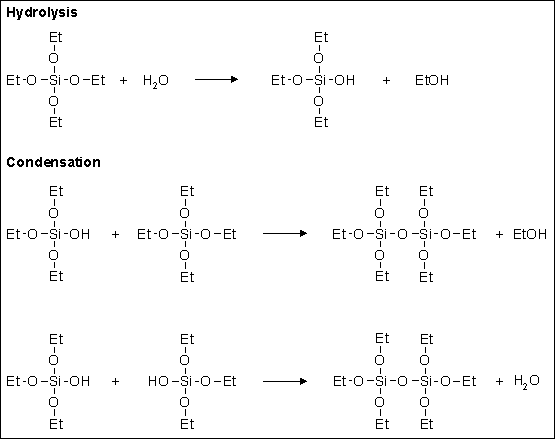 Hydrolysis
Et Et
O O
Et-O-Si-O-Et + H₂O Et-O-Si-OH + EtOH
O O
Et Et
Condensation
Et Et Et Et
O O O O
Et-O-Si-OH + Et-O-Si-O-Et Et-O-Si-O-Si-O-Et + EtOH
O O O O
Et Et Et Et
Et Et Et Et
O O O O
Et-O-Si-OH + HO-Si-O-Et Et-O-Si-O-Si-O-Et + H₂O
O O O O
Et Et Et Et